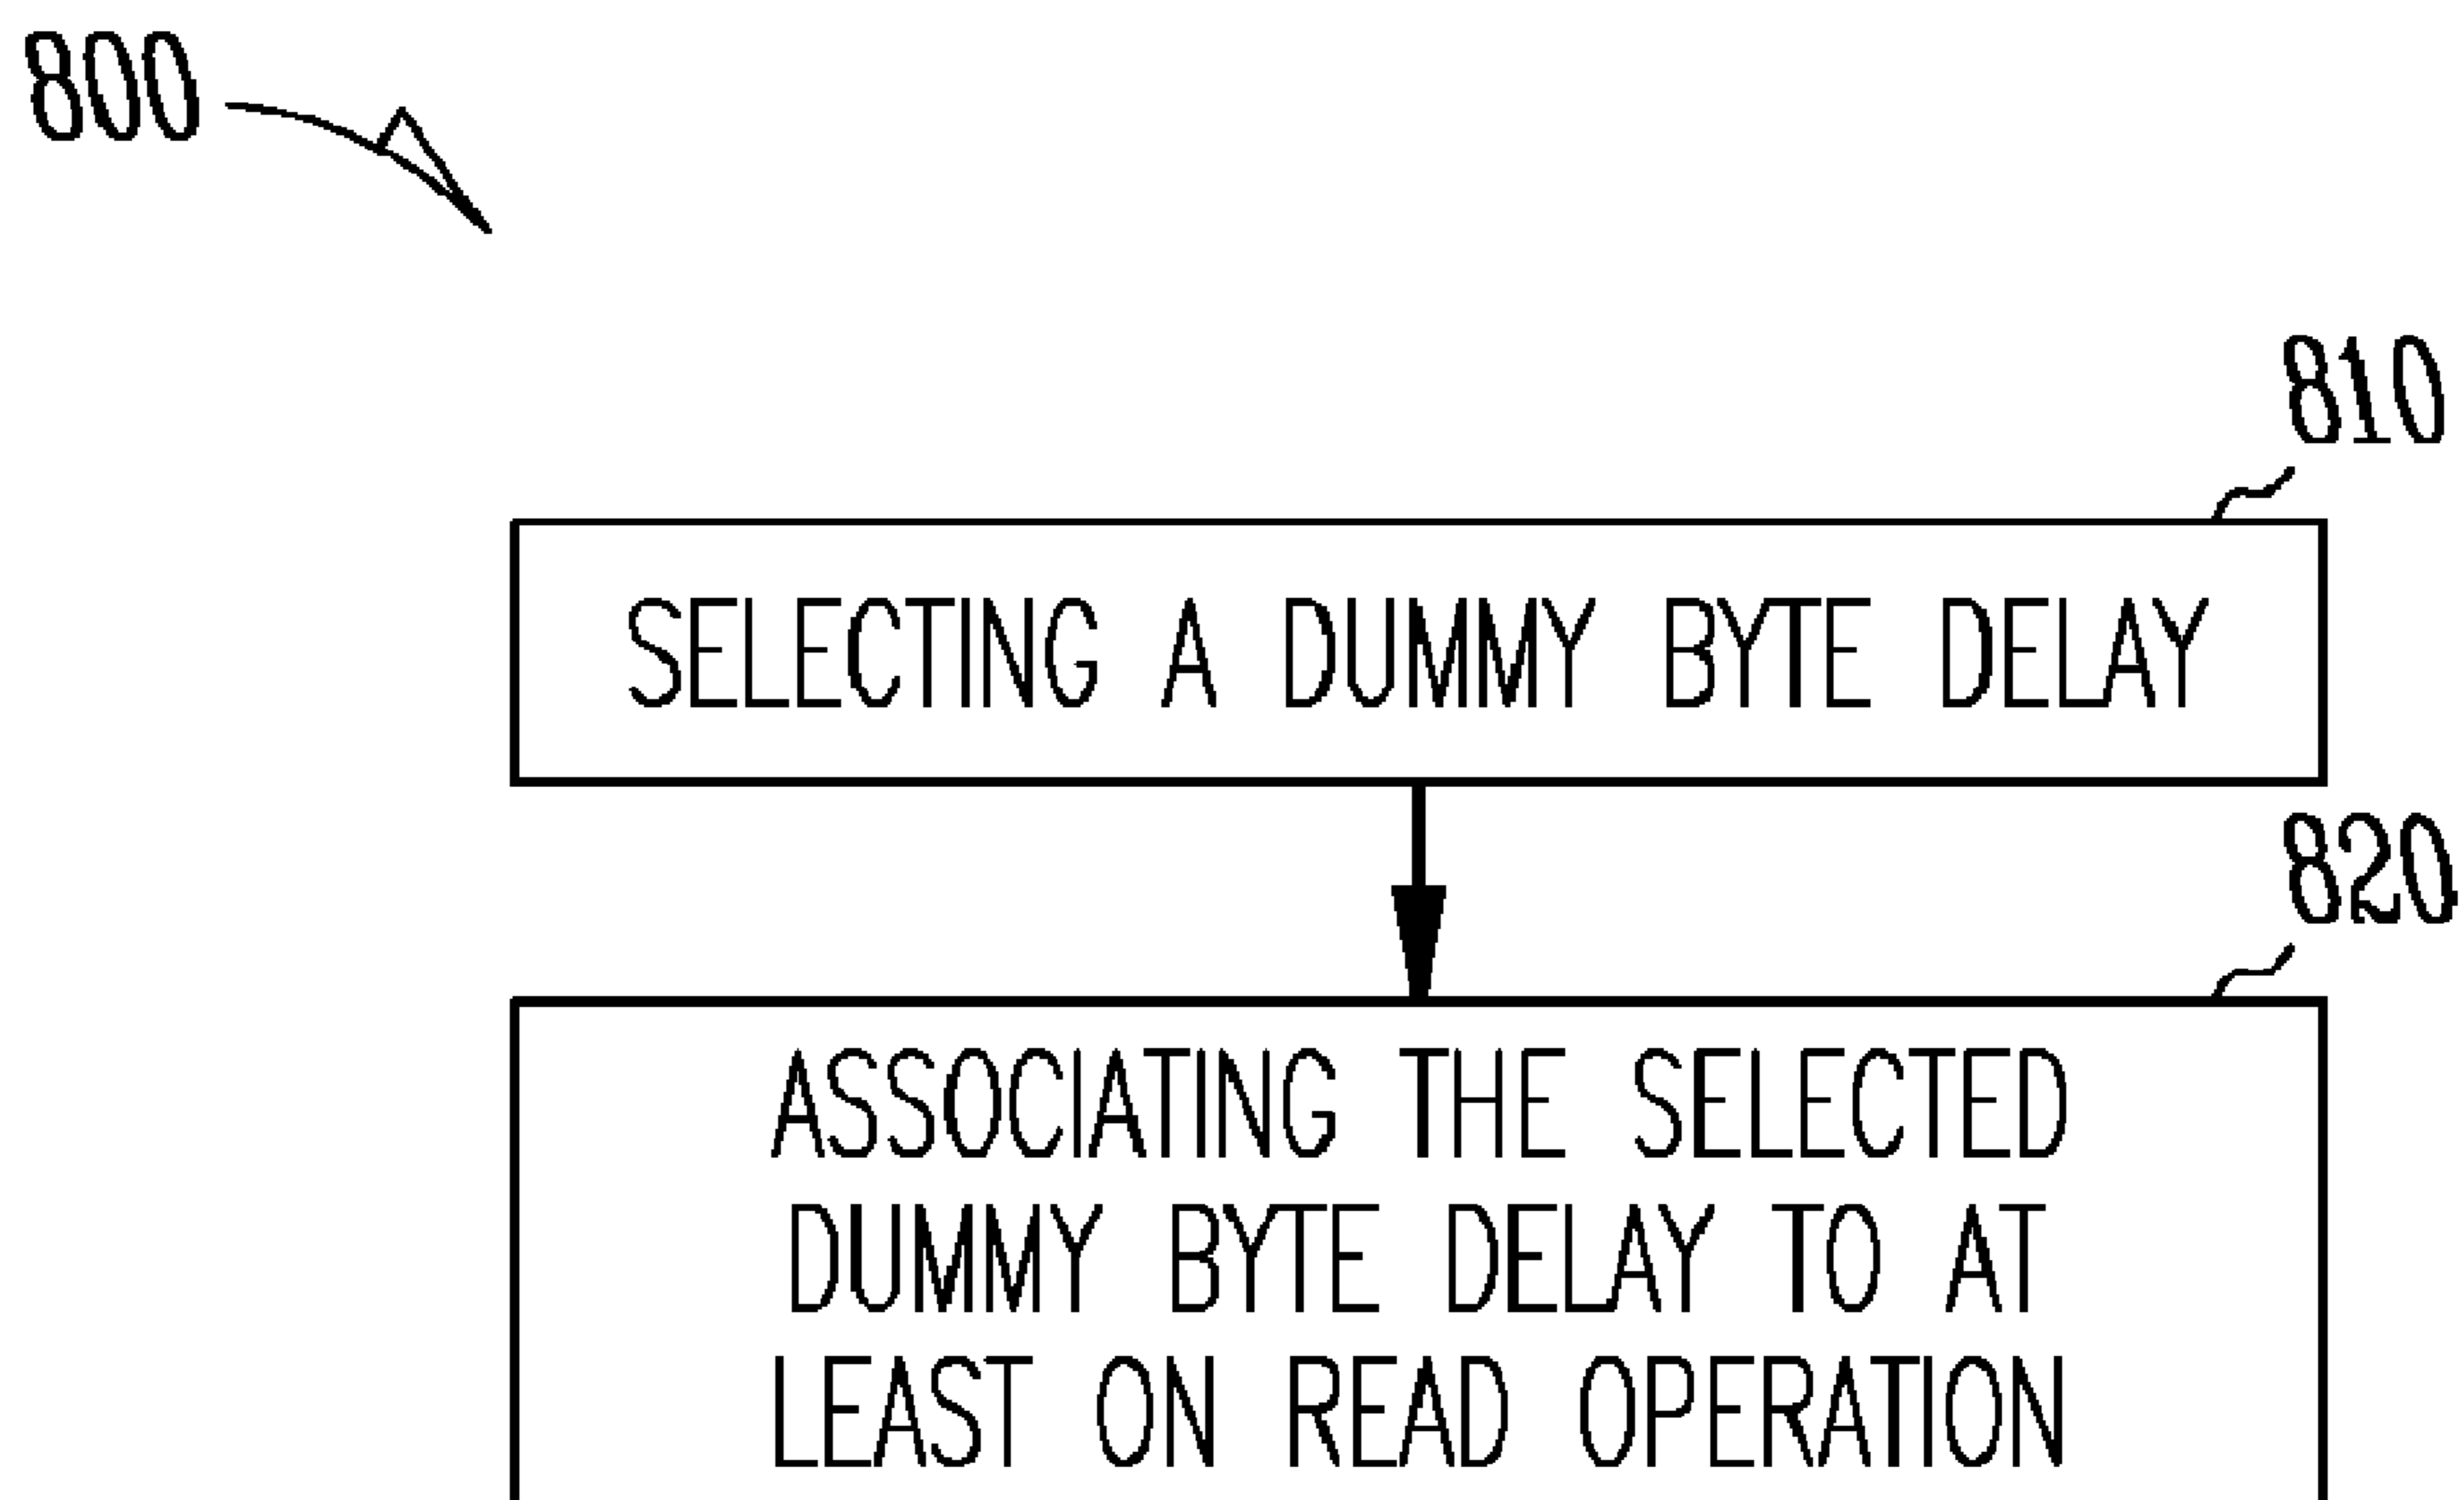 800
810
SELECTING A DUMMY BYTE DELAY
820
ASSOCIATING THE SELECTED
DUMMY BYTE DELAY TO AT
LEAST ON READ OPERATION